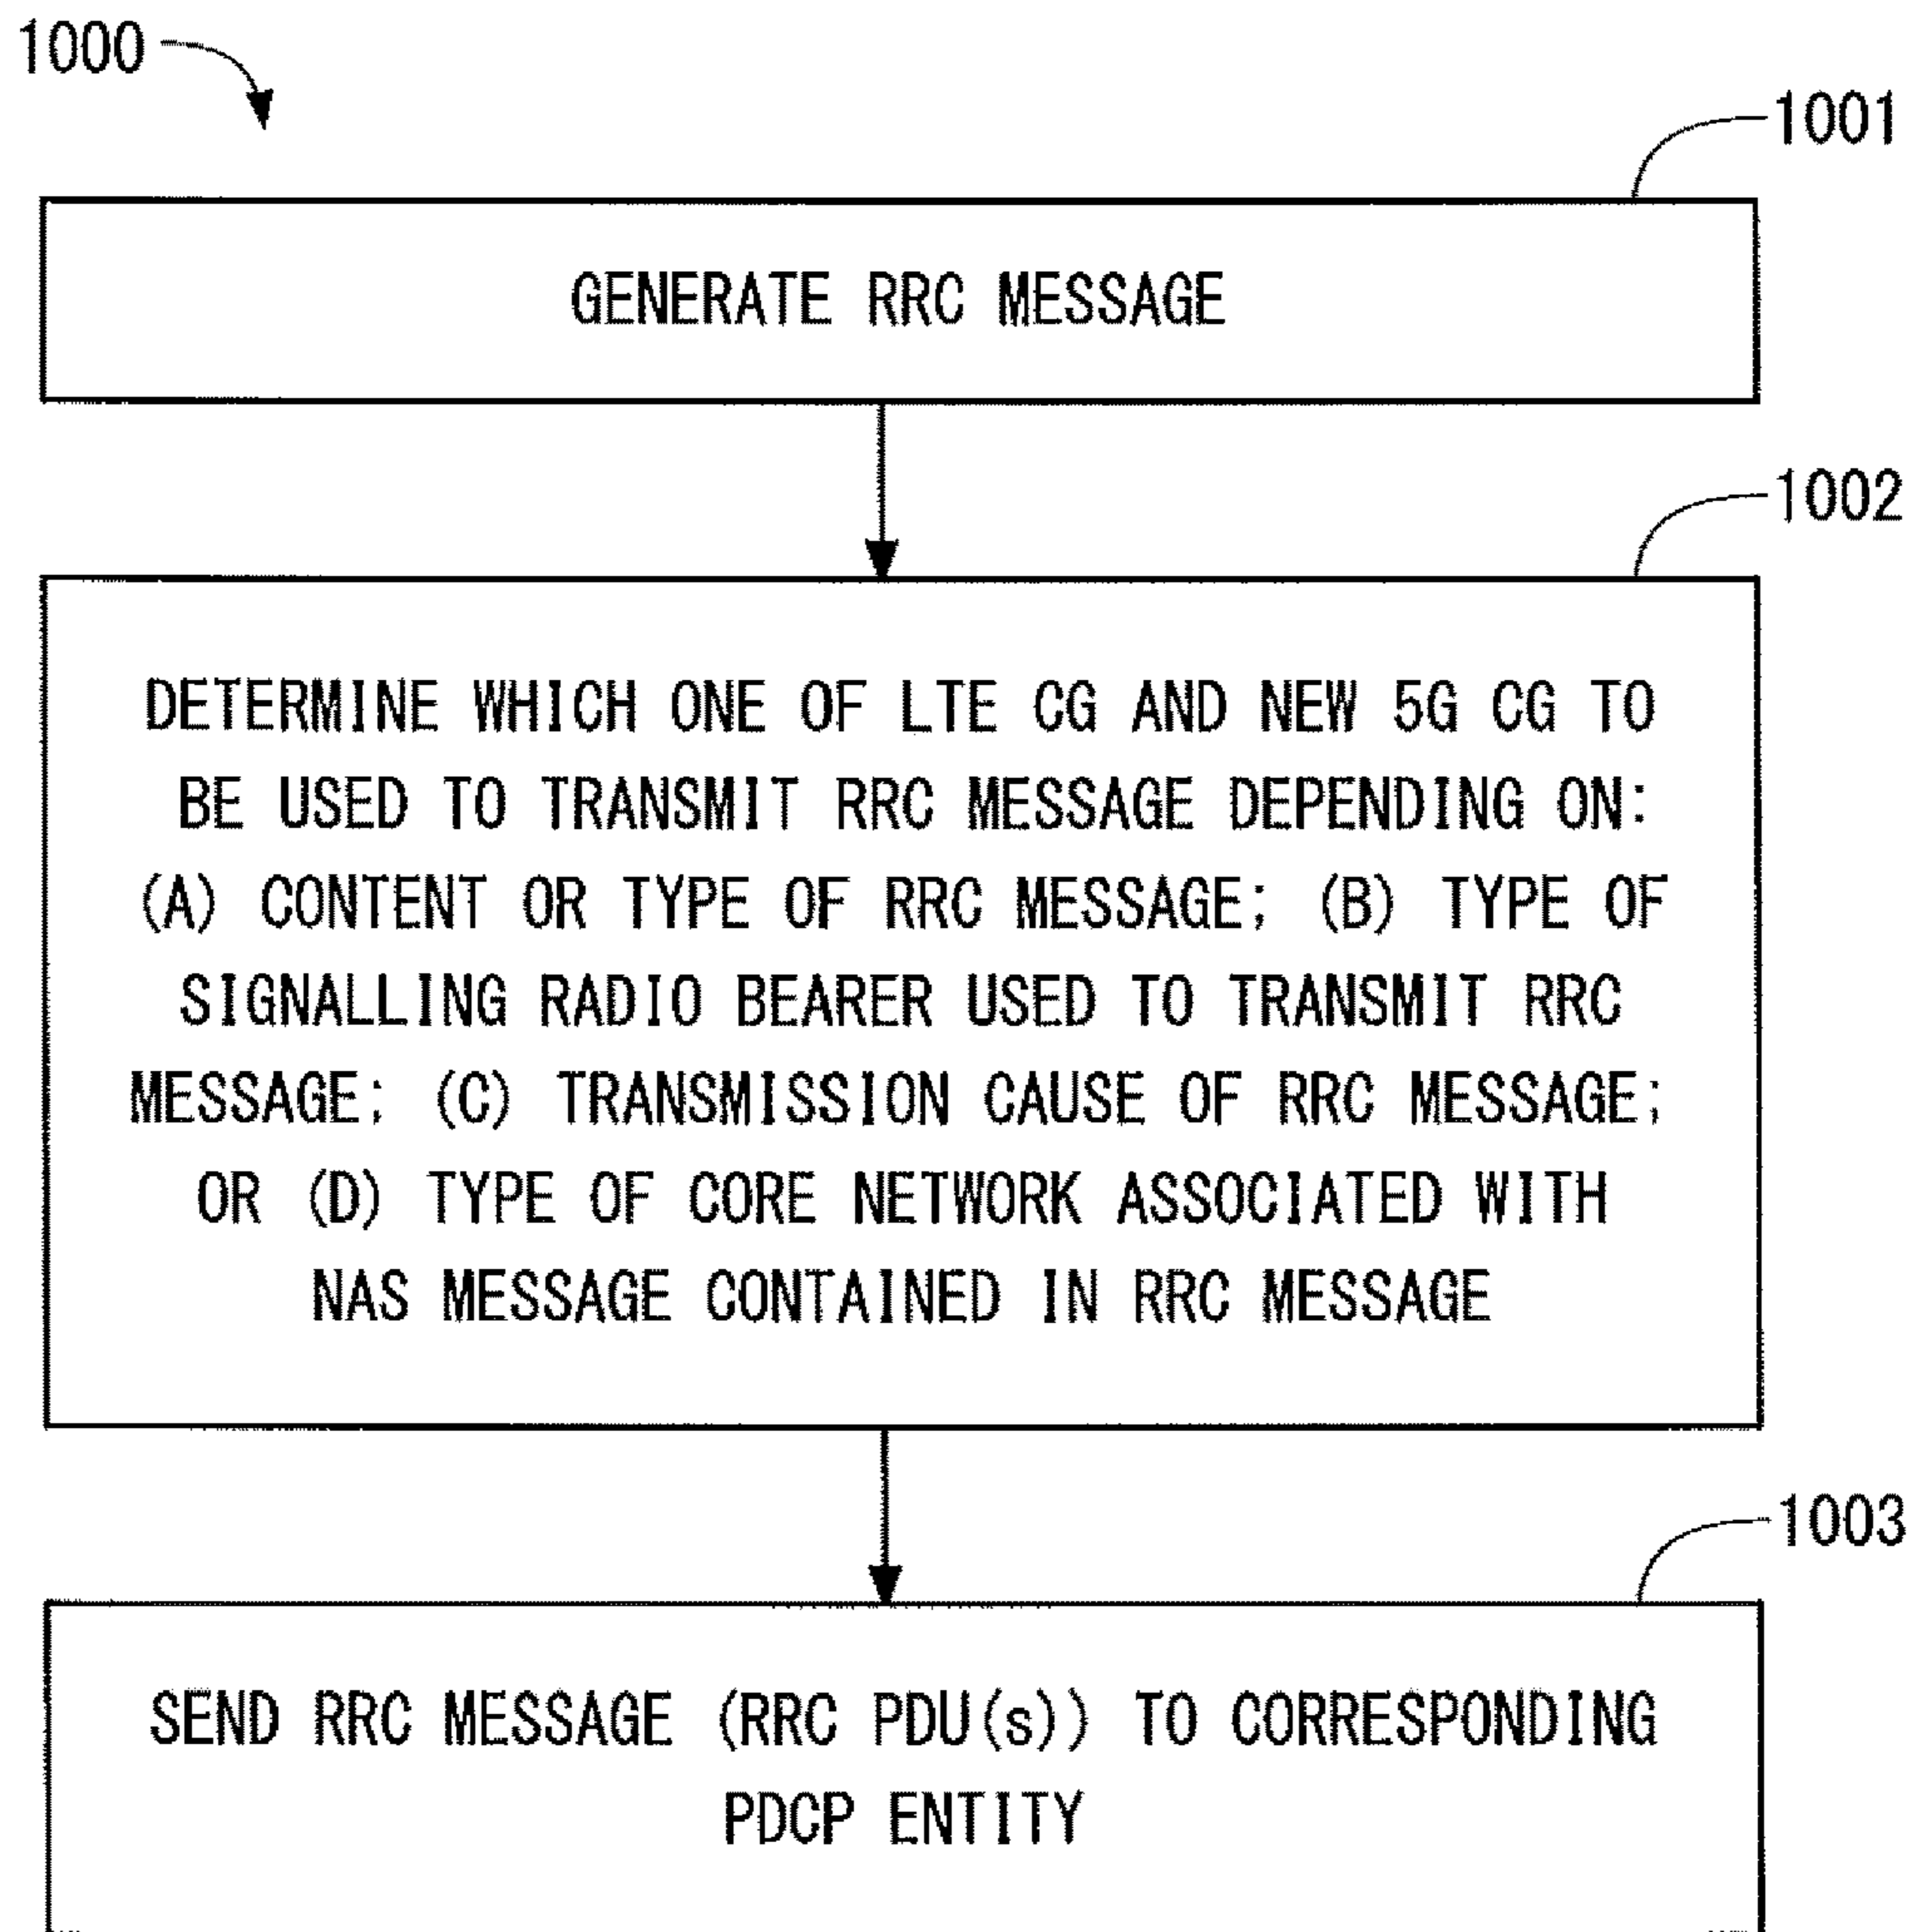 1000
1001
GENERATE RRC MESSAGE
1002
DETERMINE WHICH ONE OF LTE CG AND NEW 5G CG TO
BE USED TO TRANSMIT RRC MESSAGE DEPENDING ON:
(A) CONTENT OR TYPE OF RRC MESSAGE; (B) TYPE OF
SIGNALLING RADIO BEARER USED TO TRANSMIT RRC
MESSAGE; (C) TRANSMISSION CAUSE OF RRC MESSAGE;
OR (D) TYPE OF CORE NETWORK ASSOCIATED WITH
NAS MESSAGE CONTAINED IN RRC MESSAGE
1003
SEND RRC MESSAGE (RRC PDU(s)) TO CORRESPONDING
PDCP ENTITY